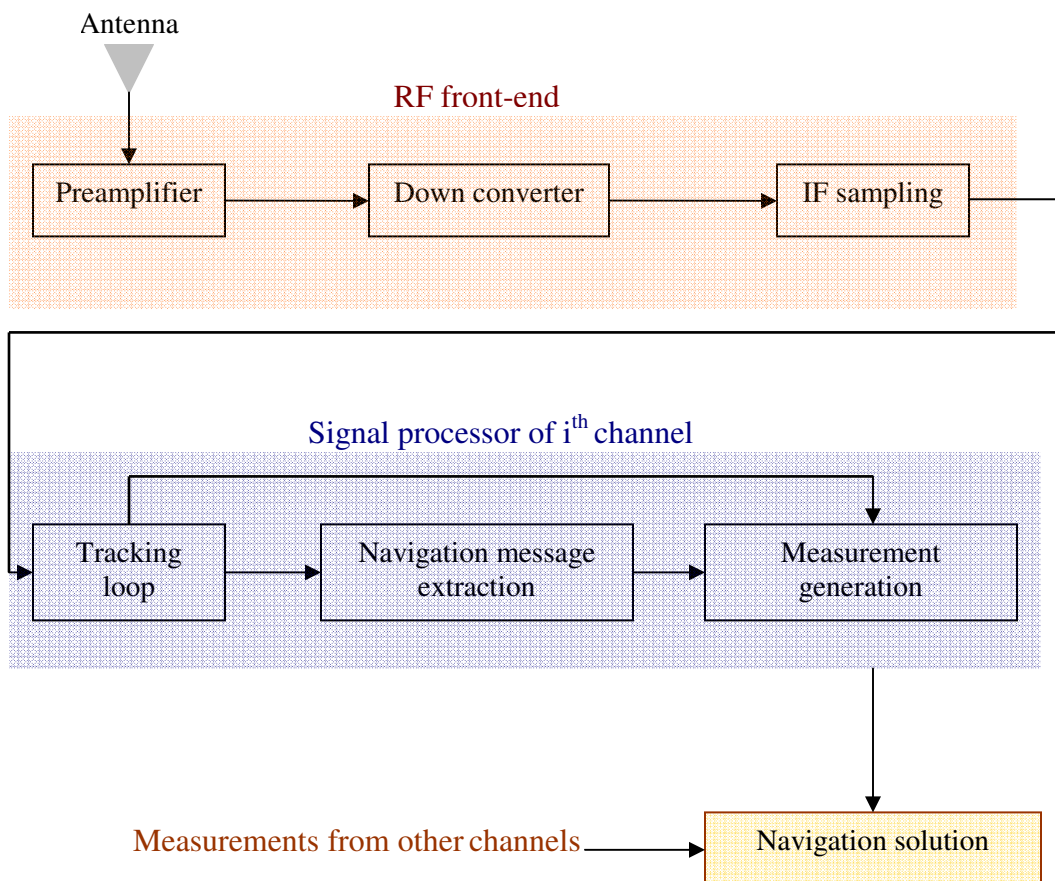 Antenna
RF front-end
Preamplifier
Down converter
IF sampling
Signal processor of i^th channel
Tracking
loop
Navigation message
extraction
Measurement
generation
Measurements from other channels
Navigation solution